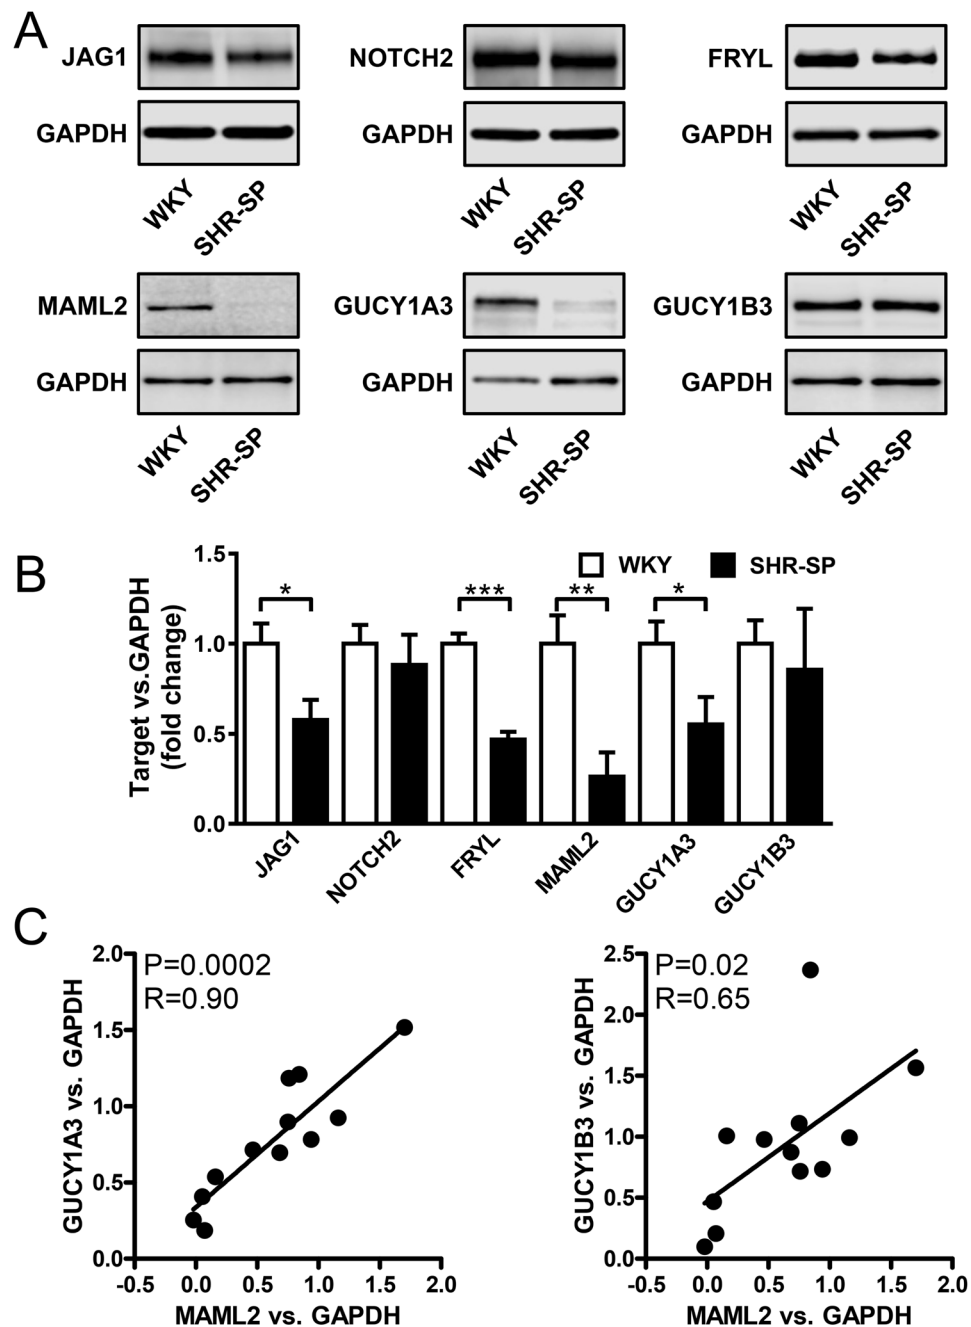 A
JAG1 NOTCH2 FRYL
GAPDH GAPDH GAPDH
WKY SHR-SP WKY SHR-SP WKY SHR-SP
MAML2 GUCY1A3 GUCY1B3
GAPDH GAPDH GAPDH
WKY SHR-SP WKY SHR-SP WKY SHR-SP
B
Target vs.GAPDH
(fold change)
1.5
1.0
0.5
0.0
WKY SHR-SP
* *** ** *
JAG1 NOTCH2 FRYL MAML2 GUCY1A3 GUCY1B3
C
GUCY1A3 vs. GAPDH
2.0
1.5
1.0
0.5
0.0
P=0.0002
R=0.90
-0.5 0.0 0.5 1.0 1.5 2.0
MAML2 vs. GAPDH
GUCY1B3 vs. GAPDH
2.5
2.0
1.5
1.0
0.5
0.0
P=0.02
R=0.65
-0.5 0.0 0.5 1.0 1.5 2.0
MAML2 vs. GAPDH